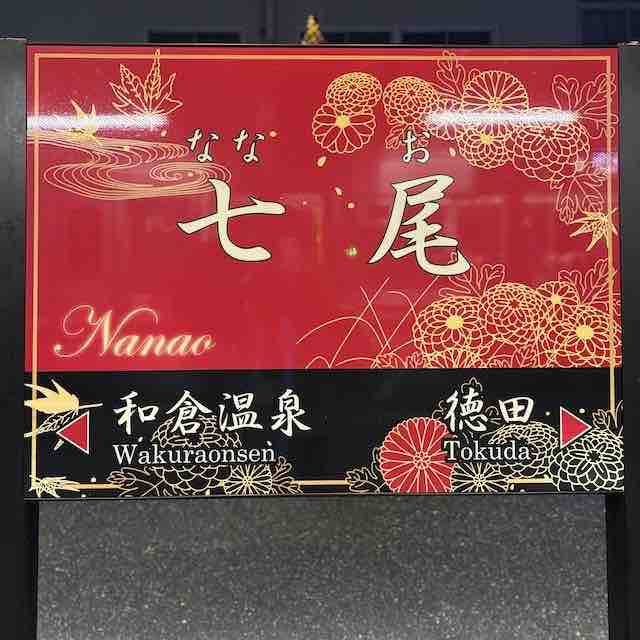 なな お
七 尾
Nanao
和倉温泉 徳田
Wakuraonsen Tokuda